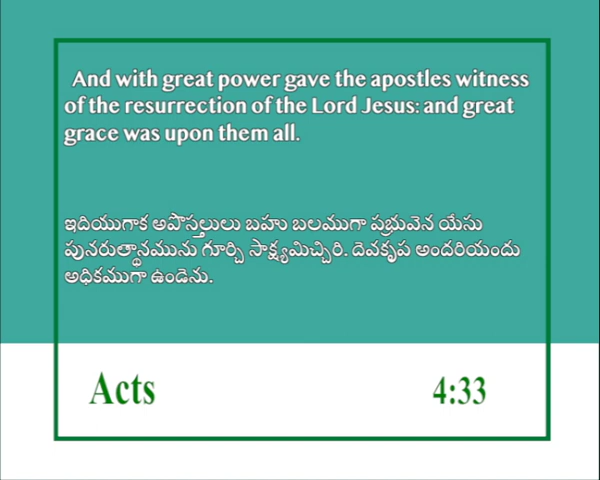 And with great power gave the apostles witness
of the resurrection of the Lord Jesus: and great
grace was upon them all.
ఇదియుగాక అపొస్తలులు బహు బలముగా ప్రభువెన యేసు
పునరుత్థానమును గూర్చి సాక్ష్యమిచ్చిరి. దెవకృప అందరియందు
అధికముగా ఉండెను.
Acts 4:33